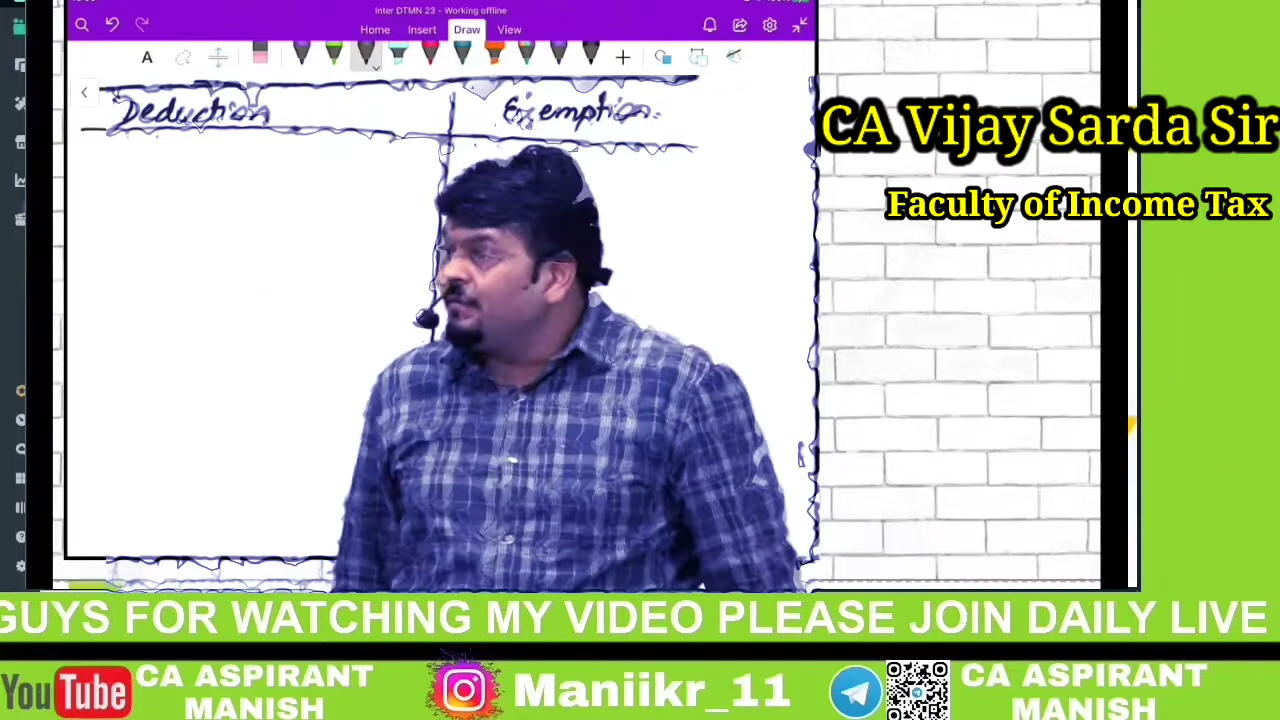 Inter DTMN 23 - Working offline
Home Insert Draw View
A
Deduction Exemption:
CA Vijay Sarda Sir
Faculty of Income Tax
GUYS FOR WATCHING MY VIDEO PLEASE JOIN DAILY LIVE
YouTube CA ASPIRANT MANISH Maniikr_11 CA ASPIRANT MANISH